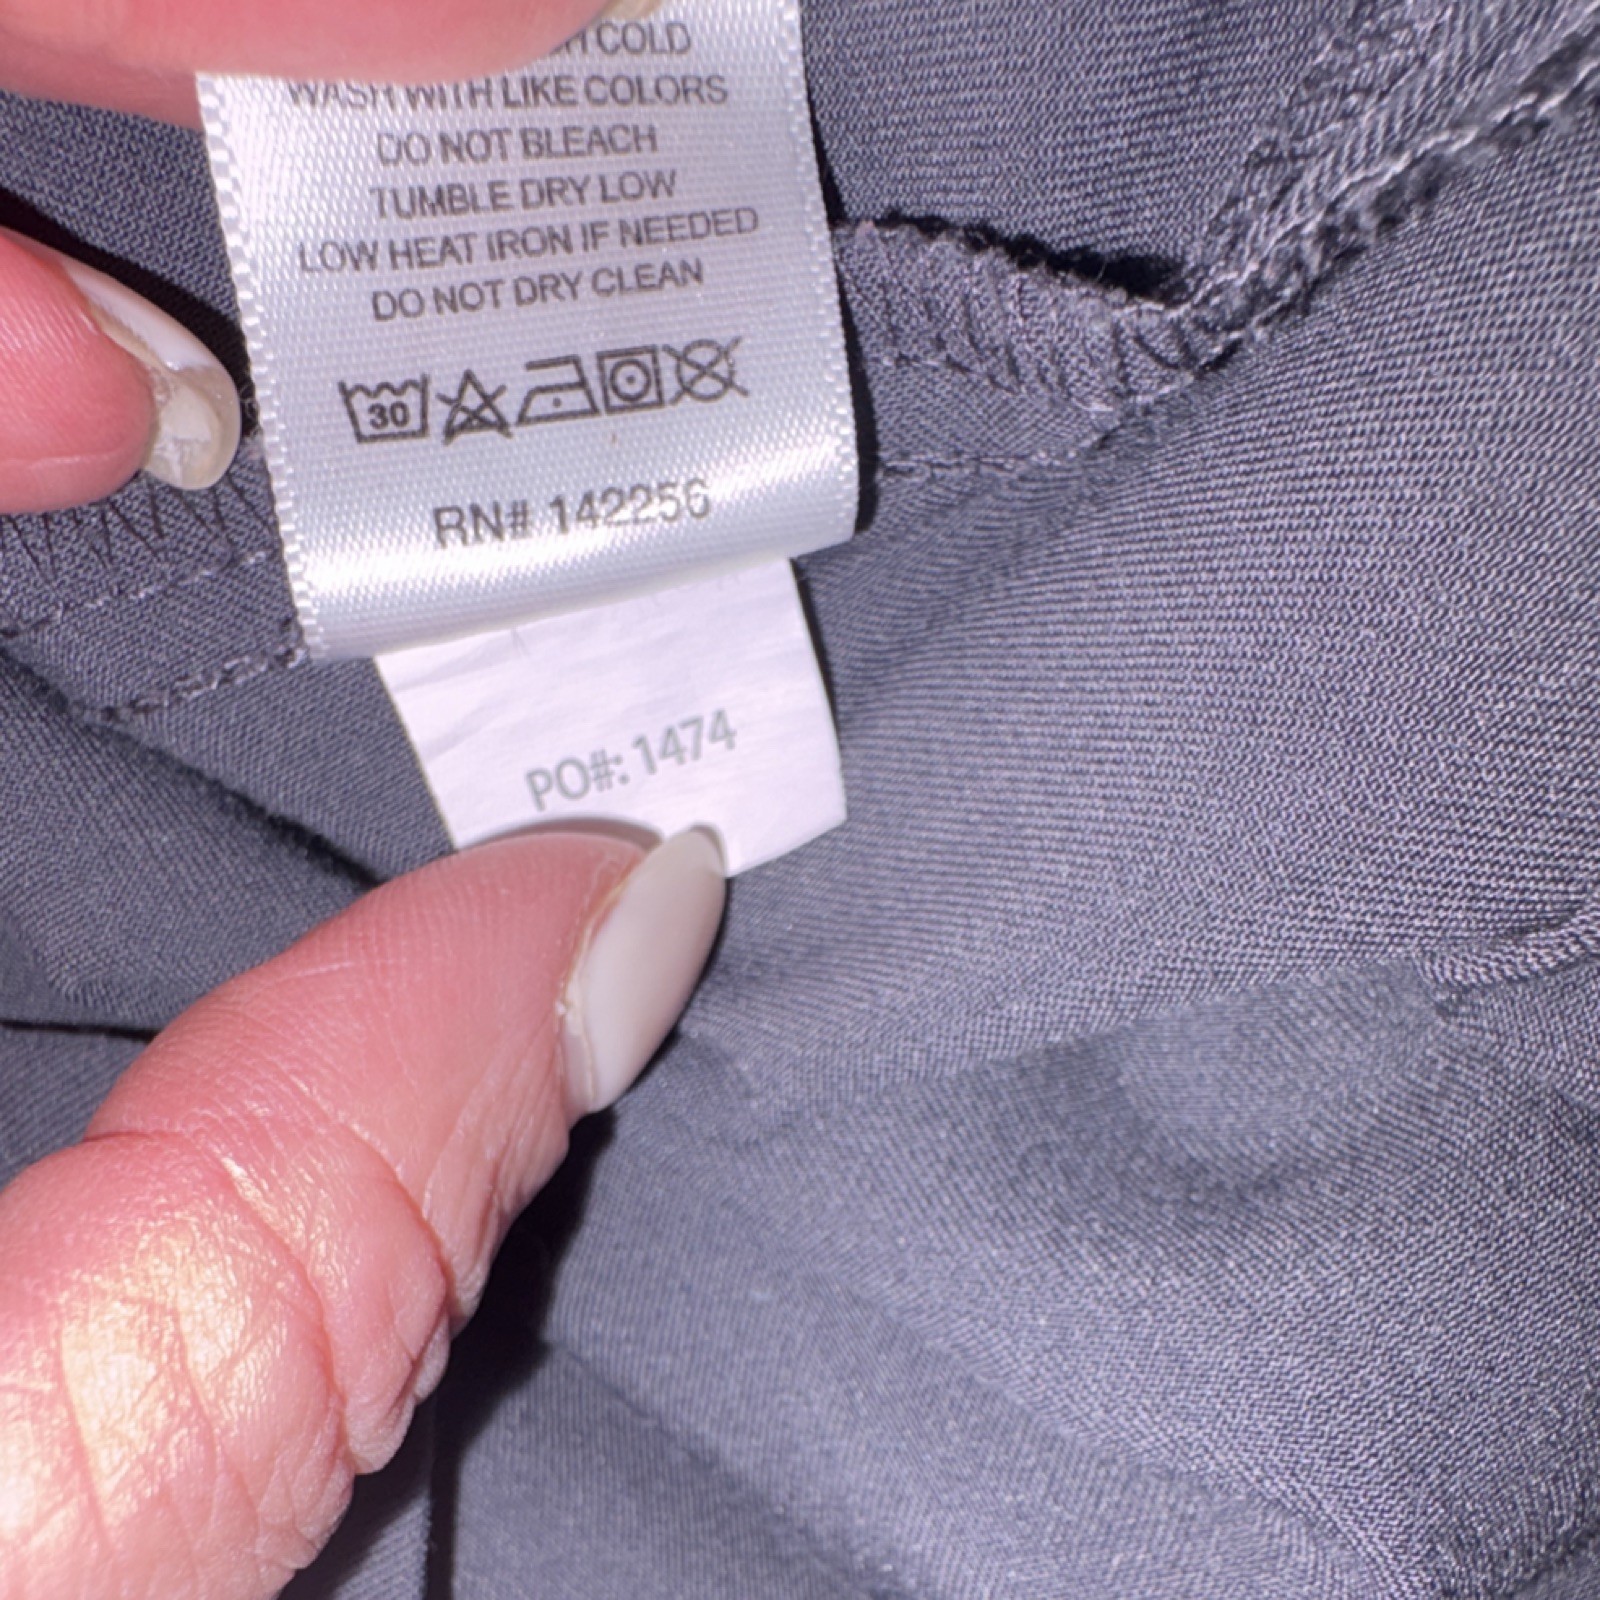 COLD
WASH WITH LIKE COLORS
DO NOT BLEACH
TUMBLE DRY LOW
LOW HEAT IRON IF NEEDED
DO NOT DRY CLEAN
30
RN# 142256
PO#: 1474